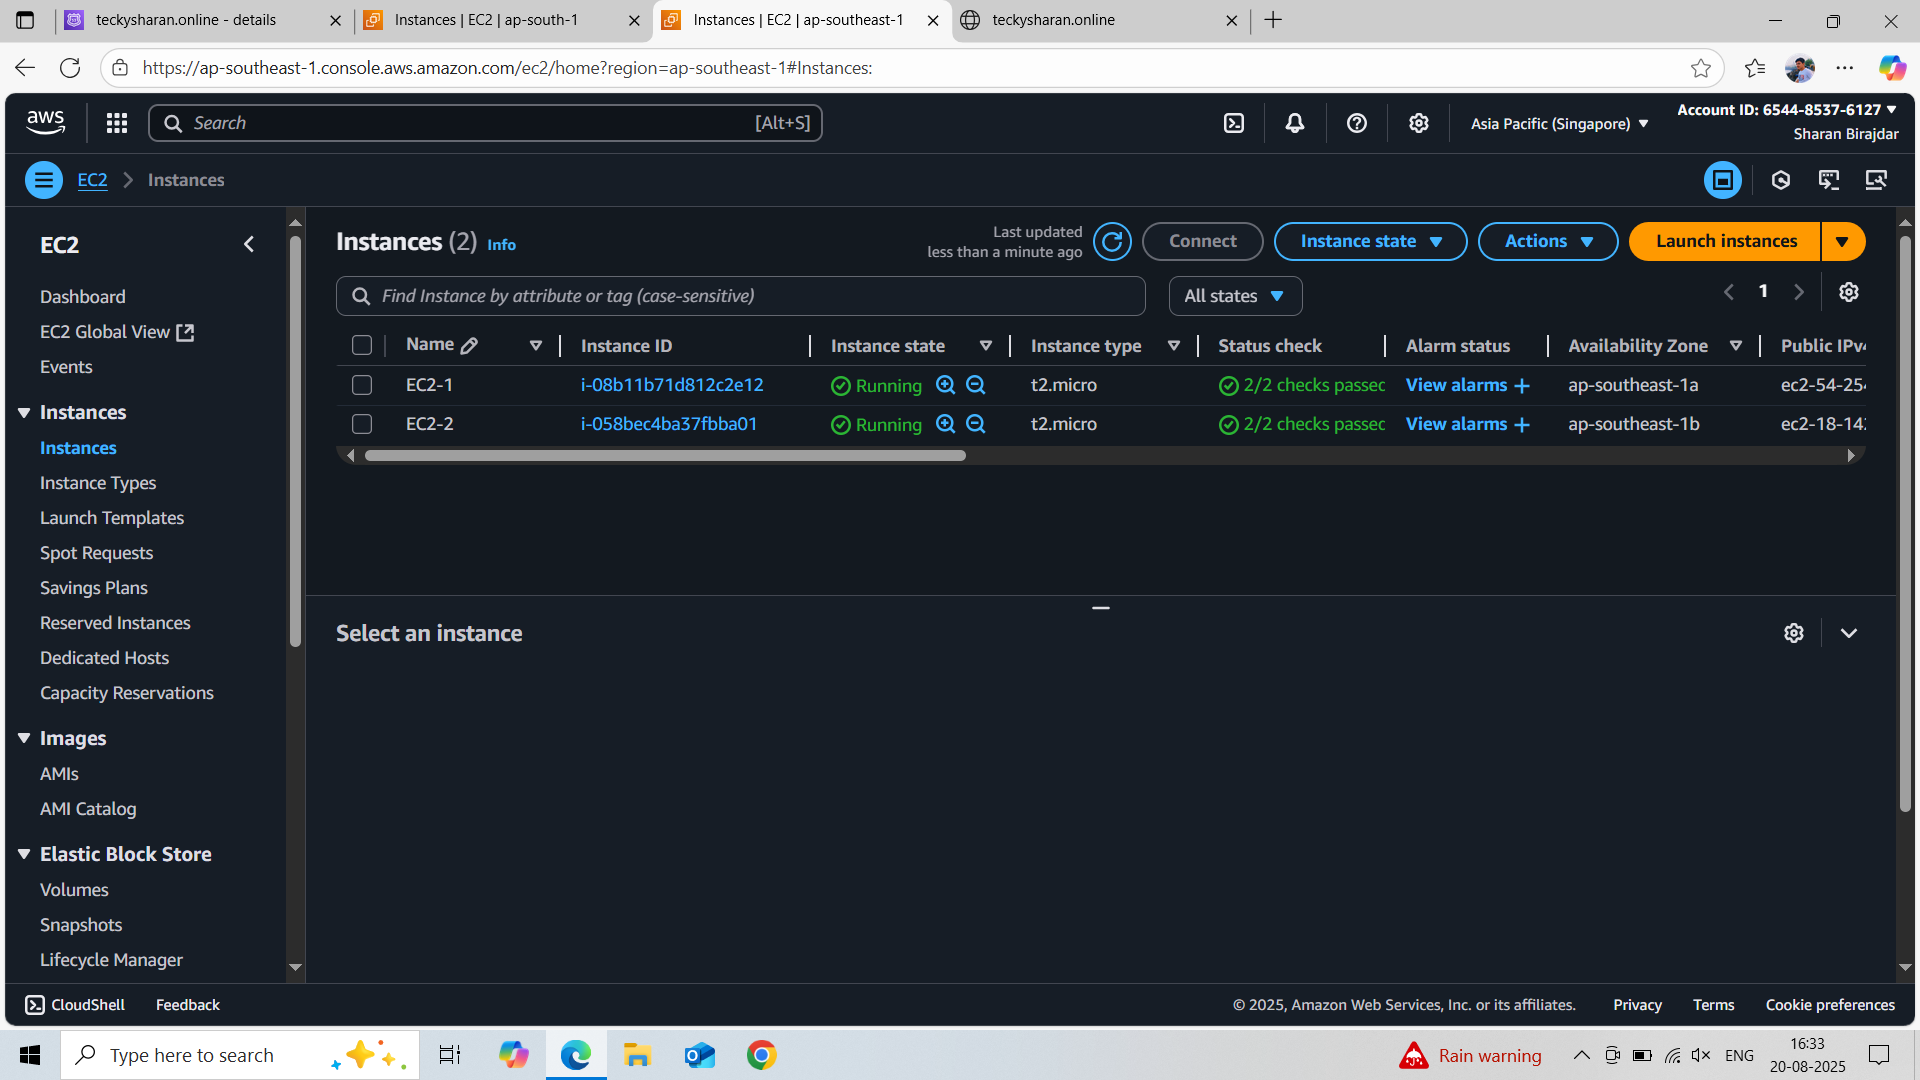 teckysharan.online - details
Instances | EC2 | ap-south-1
Instances | EC2 | ap-southeast-1
teckysharan.online
https://ap-southeast-1.console.aws.amazon.com/ec2/home?region=ap-southeast-1#Instances:
aws
Search
[Alt+S]
Asia Pacific (Singapore)
Account ID: 6544-8537-6127
Sharan Birajdar
EC2
Instances
EC2
Dashboard
EC2 Global View
Events
Instances
Instances
Instance Types
Launch Templates
Spot Requests
Savings Plans
Reserved Instances
Dedicated Hosts
Capacity Reservations
Images
AMIs
AMI Catalog
Elastic Block Store
Volumes
Snapshots
Lifecycle Manager
Instances (2) Info
Last updated
less than a minute ago
Connect
Instance state
Actions
Launch instances
Find Instance by attribute or tag (case-sensitive)
All states
1
Name Instance ID Instance state Instance type Status check Alarm status Availability Zone Public IPv4
EC2-1 i-08b11b71d812c2e12 Running t2.micro 2/2 checks passec View alarms + ap-southeast-1a ec2-54-254
EC2-2 i-058bec4ba37fbba01 Running t2.micro 2/2 checks passec View alarms + ap-southeast-1b ec2-18-142
Select an instance
CloudShell
Feedback
© 2025, Amazon Web Services, Inc. or its affiliates.
Privacy
Terms
Cookie preferences
Type here to search
Rain warning
ENG
16:33
20-08-2025